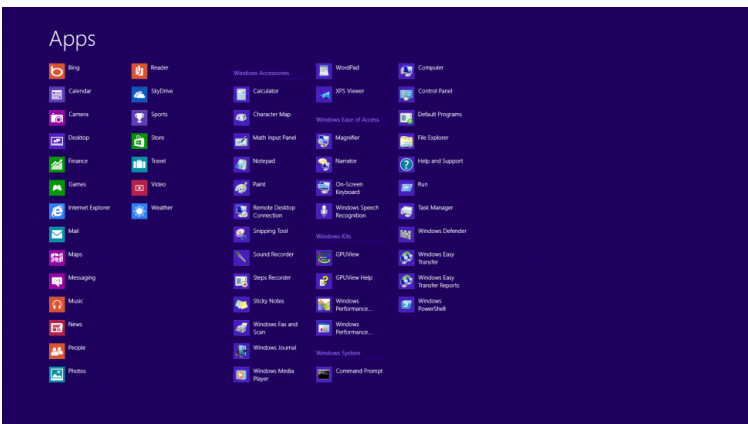 Apps
Bing
Calendar
Camera
Desktop
Finance
Games
Internet Explorer
Mail
Maps
Messaging
Music
News
People
Photos
Reader
SkyDrive
Sports
Store
Travel
Video
Weather
Windows Accessories
Calculator
Character Map
Math Input Panel
Notepad
Paint
Remote Desktop
Connection
Snipping Tool
Sound Recorder
Steps Recorder
Sticky Notes
Windows Fax and
Scan
Windows Journal
Windows Media
Player
WordPad
XPS Viewer
Windows Ease of Access
Magnifier
Narrator
On-Screen
Keyboard
Windows Speech
Recognition
Windows Kits
GPUView
GPUView Help
Windows
Performance...
Windows
Performance...
Windows System
Command Prompt
Computer
Control Panel
Default Programs
File Explorer
Help and Support
Run
Task Manager
Windows Defender
Windows Easy
Transfer
Windows Easy
Transfer Reports
Windows
PowerShell